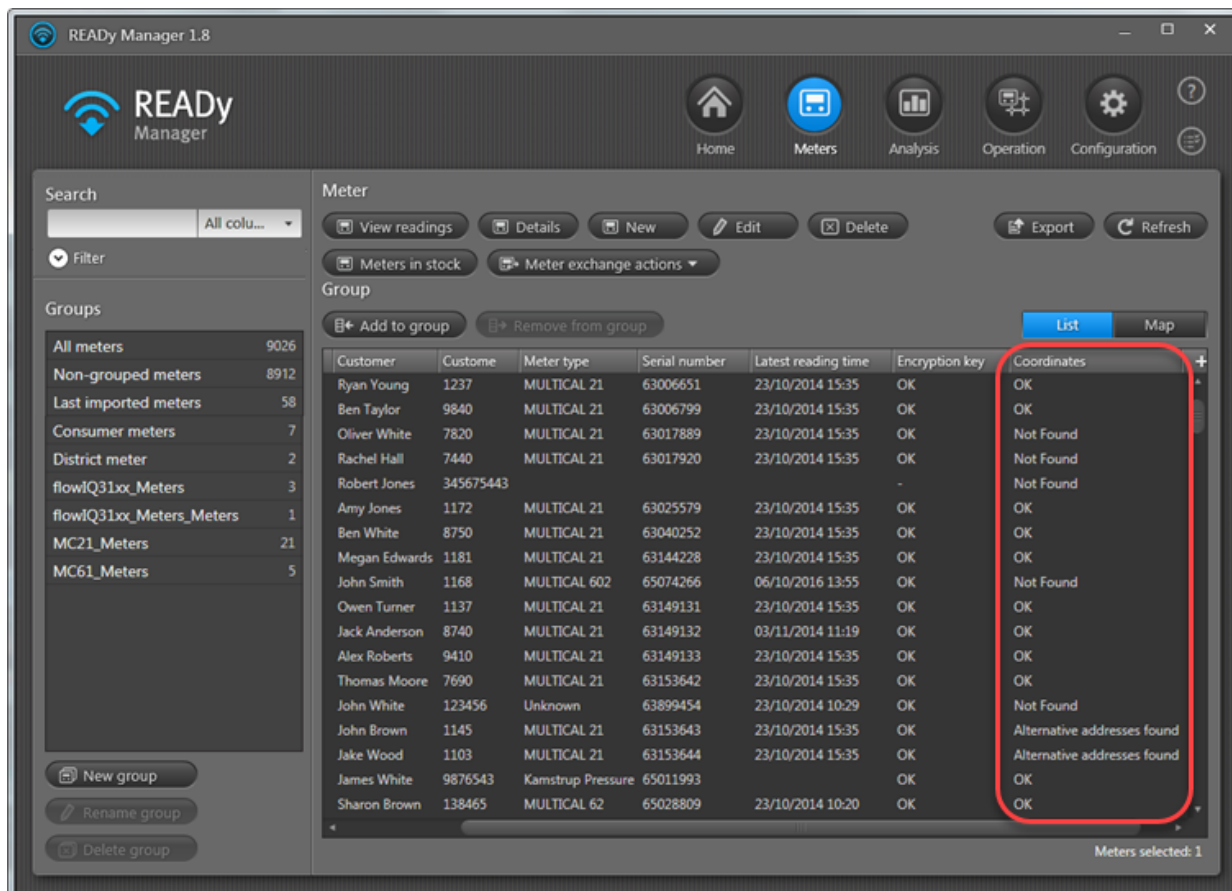 READy Manager 1.8
READy
Manager
Home Meters Analysis Operation Configuration
Search
All colu...
Filter
Groups
All meters 9026
Non-grouped meters 8912
Last imported meters 58
Consumer meters 7
District meter 2
flowIQ31xx_Meters 3
flowIQ31xx_Meters_Meters 1
MC21_Meters 21
MC61_Meters 5
New group
Rename group
Delete group
Meter
View readings Details New Edit Delete Export Refresh
Meters in stock Meter exchange actions
Group
Add to group Remove from group List Map
Customer Custome Meter type Serial number Latest reading time Encryption key Coordinates +
Ryan Young 1237 MULTICAL 21 63006651 23/10/2014 15:35 OK OK
Ben Taylor 9840 MULTICAL 21 63006799 23/10/2014 15:35 OK OK
Oliver White 7820 MULTICAL 21 63017889 23/10/2014 15:35 OK Not Found
Rachel Hall 7440 MULTICAL 21 63017920 23/10/2014 15:35 OK Not Found
Robert Jones 345675443 - Not Found
Amy Jones 1172 MULTICAL 21 63025579 23/10/2014 15:35 OK OK
Ben White 8750 MULTICAL 21 63040252 23/10/2014 15:35 OK OK
Megan Edwards 1181 MULTICAL 21 63144228 23/10/2014 15:35 OK OK
John Smith 1168 MULTICAL 602 65074266 06/10/2016 13:55 OK Not Found
Owen Turner 1137 MULTICAL 21 63149131 23/10/2014 15:35 OK OK
Jack Anderson 8740 MULTICAL 21 63149132 03/11/2014 11:19 OK OK
Alex Roberts 9410 MULTICAL 21 63149133 23/10/2014 15:35 OK OK
Thomas Moore 7690 MULTICAL 21 63153642 23/10/2014 15:35 OK OK
John White 123456 Unknown 63899454 23/10/2014 10:29 OK Not Found
John Brown 1145 MULTICAL 21 63153643 23/10/2014 15:35 OK Alternative addresses found
Jake Wood 1103 MULTICAL 21 63153644 23/10/2014 15:35 OK Alternative addresses found
James White 9876543 Kamstrup Pressure 65011993 OK OK
Sharon Brown 138465 MULTICAL 62 65028809 23/10/2014 10:20 OK OK
Meters selected: 1